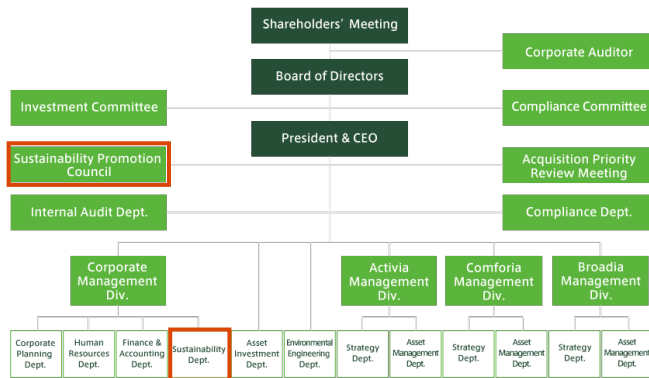 Shareholders' Meeting
Corporate Auditor
Board of Directors
Investment Committee
Compliance Committee
President & CEO
Sustainability Promotion
Council
Acquisition Priority
Review Meeting
Internal Audit Dept.
Compliance Dept.
Corporate
Management
Div.
Activia
Management
Div.
Comforia
Management
Div.
Broadia
Management
Div.
Corporate
Planning
Dept.
Human
Resources
Dept.
Finance &
Accounting
Dept.
Sustainability
Dept.
Asset
Investment
Dept.
Environmental
Engineering
Dept.
Strategy
Dept.
Asset
Management
Dept.
Strategy
Dept.
Asset
Management
Dept.
Strategy
Dept.
Asset
Management
Dept.